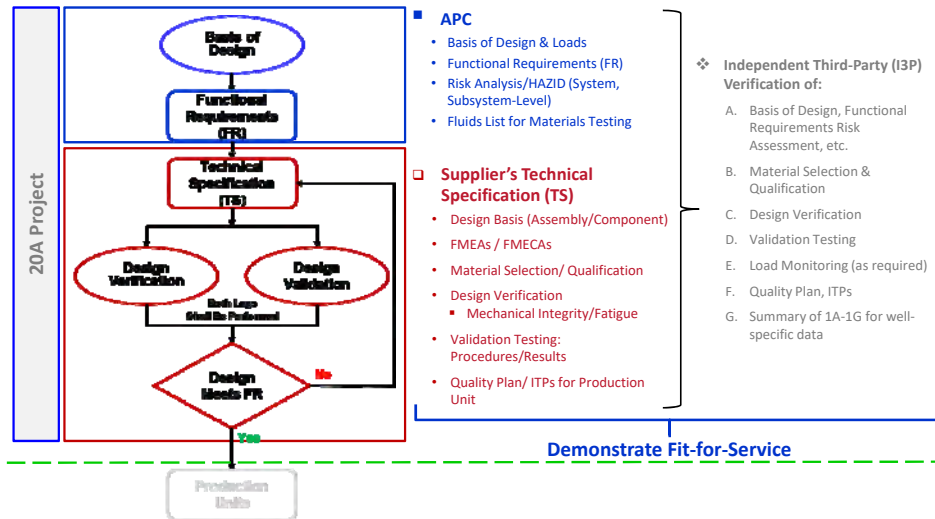 20A Project
Basis of
Design
Functional
Requirements
(FR)
Technical
Specification
(TS)
Design
Verification
Design
Validation
Both Legs
Shall Be Performed
Design
Meets FR
No
Yes
Production
Units
■ APC
• Basis of Design & Loads
• Functional Requirements (FR)
• Risk Analysis/HAZID (System,
Subsystem-Level)
• Fluids List for Materials Testing
❑ Supplier's Technical
Specification (TS)
• Design Basis (Assembly/Component)
• FMEAs / FMECAs
• Material Selection/ Qualification
• Design Verification
▪ Mechanical Integrity/Fatigue
• Validation Testing:
Procedures/Results
• Quality Plan/ ITPs for Production
Unit
❖ Independent Third-Party (I3P)
Verification of:
A. Basis of Design, Functional
Requirements Risk
Assessment, etc.
B. Material Selection &
Qualification
C. Design Verification
D. Validation Testing
E. Load Monitoring (as required)
F. Quality Plan, ITPs
G. Summary of 1A-1G for well-
specific data
Demonstrate Fit-for-Service